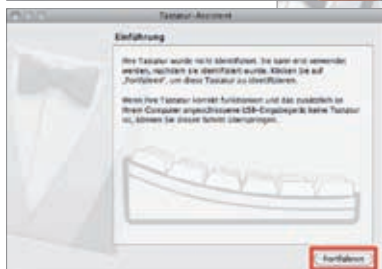 Tastatur-Assistent
Einführung
Ihre Tastatur wurde nicht identifiziert. Sie kann erst verwendet
werden, nachdem sie identifiziert wurde. Klicken Sie auf
„Fortfahren“, um diese Tastatur zu identifizieren.
Wenn Ihre Tastatur korrekt funktioniert und das zusätzlich an
Ihrem Computer angeschlossene USB-Eingabegerät keine Tastatur
ist, können Sie diesen Schritt überspringen.
Fortfahren